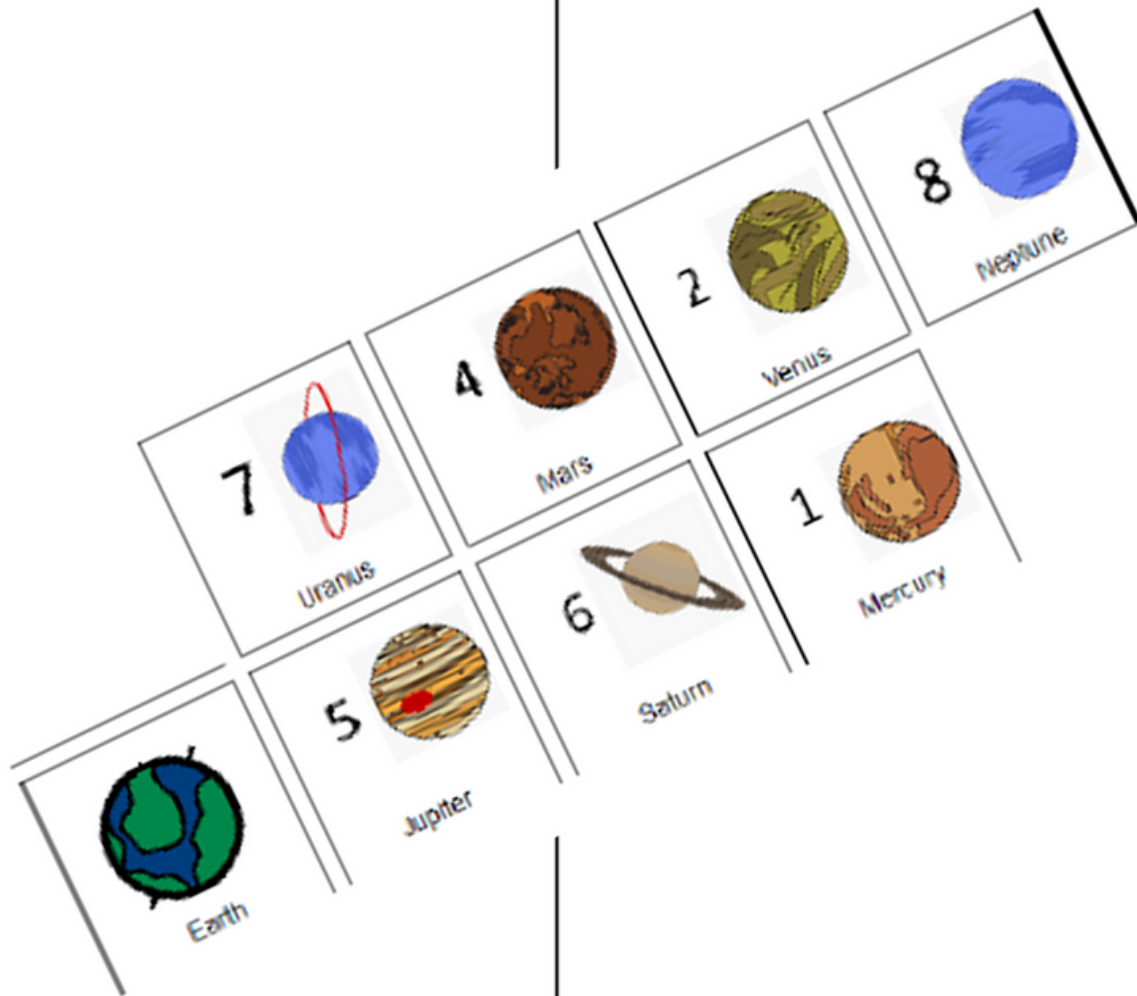 7
Uranus
4
Mars
2
Venus
8
Neptune
Earth
5
Jupiter
6
Saturn
1
Mercury